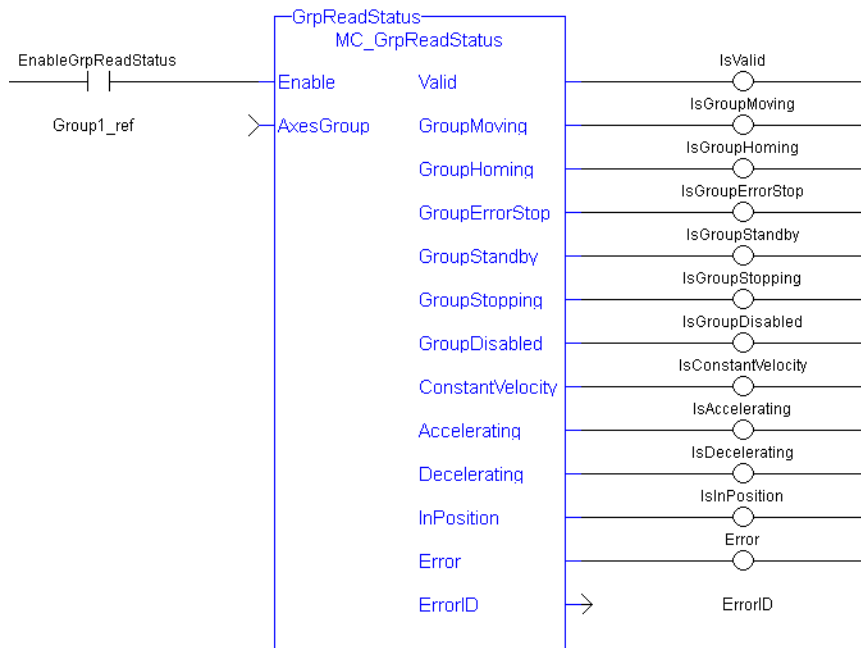 GrpReadStatus
MC_GrpReadStatus
EnableGrpReadStatus
Enable Valid IsValid
Group1_ref AxesGroup GroupMoving IsGroupMoving
GroupHoming IsGroupHoming
GroupErrorStop IsGroupErrorStop
GroupStandby IsGroupStandby
GroupStopping IsGroupStopping
GroupDisabled IsGroupDisabled
ConstantVelocity IsConstantVelocity
Accelerating IsAccelerating
Decelerating IsDecelerating
InPosition IsInPosition
Error Error
ErrorID ErrorID